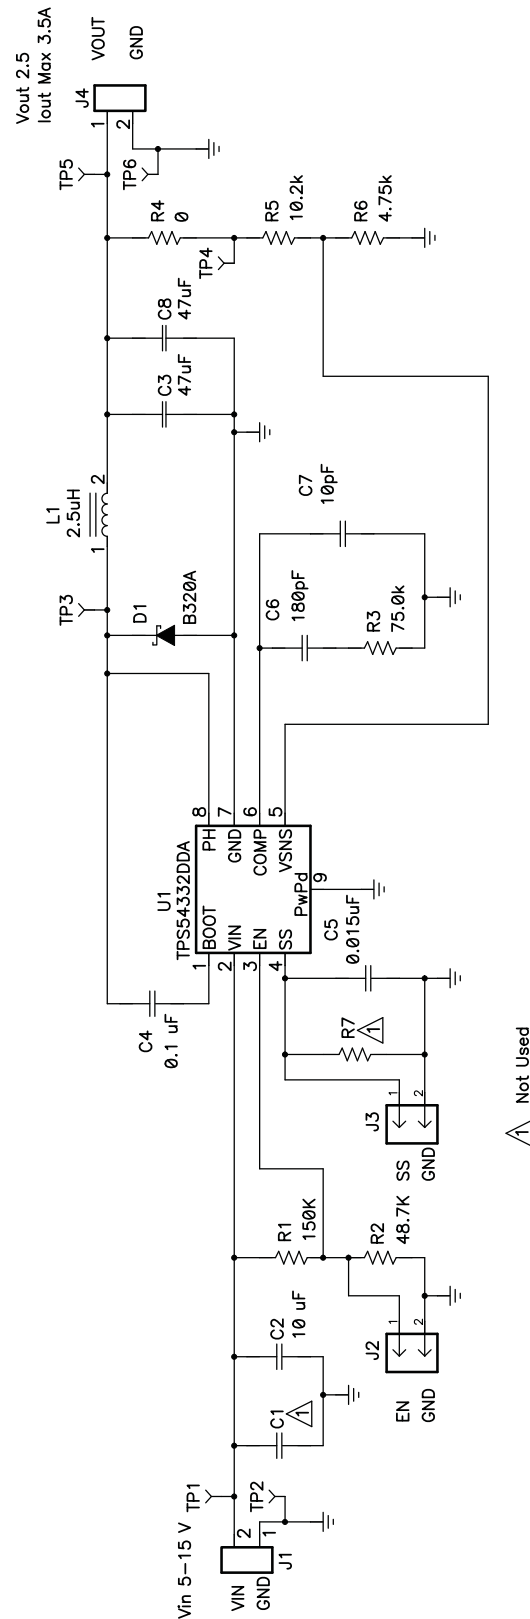 Vin 5-15 V
VIN
GND
J1
2
1
TP1
TP2
C1
1
C2
10 uF
R1
150K
R2
48.7K
J2
1
2
EN
GND
J3
1
2
SS
GND
R7
1
C5
0.015uF
C4
0.1 uF
U1
TPS54332DDA
1
BOOT
2
VIN
3
EN
4
SS
8
PH
7
GND
6
COMP
5
VSNS
PwPd
9
TP3
D1
B320A
L1
2.5uH
1
2
C6
180pF
R3
75.0k
C7
10pF
C3
47uF
C8
47uF
R4
0
TP4
R5
10.2k
R6
4.75k
TP5
TP6
J4
1
2
VOUT
GND
Vout 2.5
Iout Max 3.5A
1 Not Used